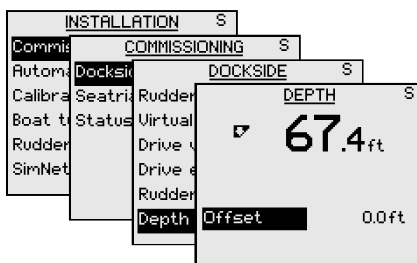 INSTALLATION S
Commis
Automa
Calibra
Boat tu
Rudder
SimNet
COMMISSIONING S
Docksid
Seatria
Status
DOCKSIDE S
Rudder
Virtual
Drive
Drive e
Rudder
Depth
DEPTH S
67.4ft
Offset 0.0ft